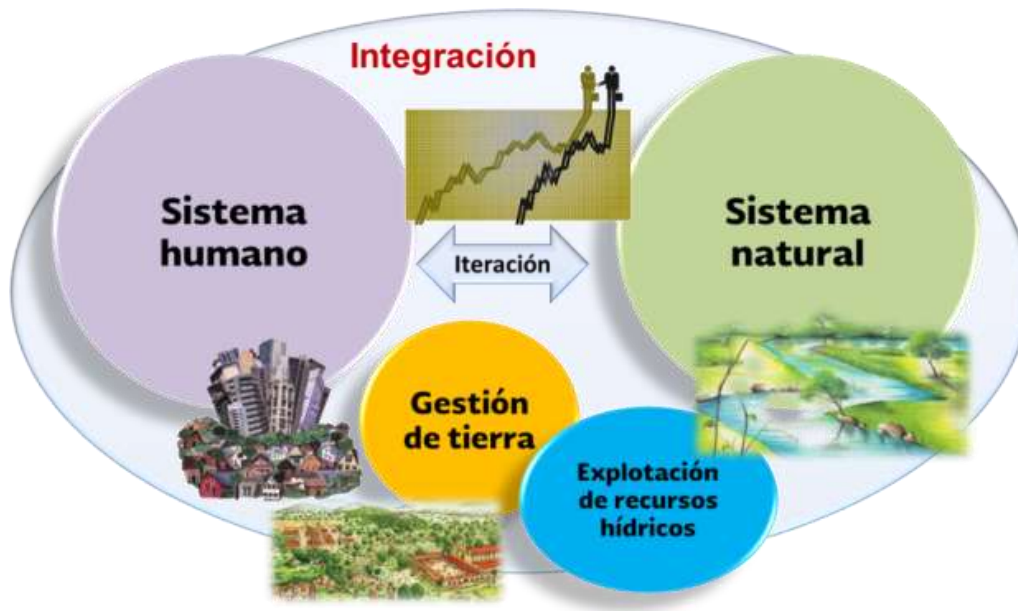 Integración
Sistema
humano
Sistema
natural
Iteración
Gestión
de tierra
Explotación
de recursos
hídricos